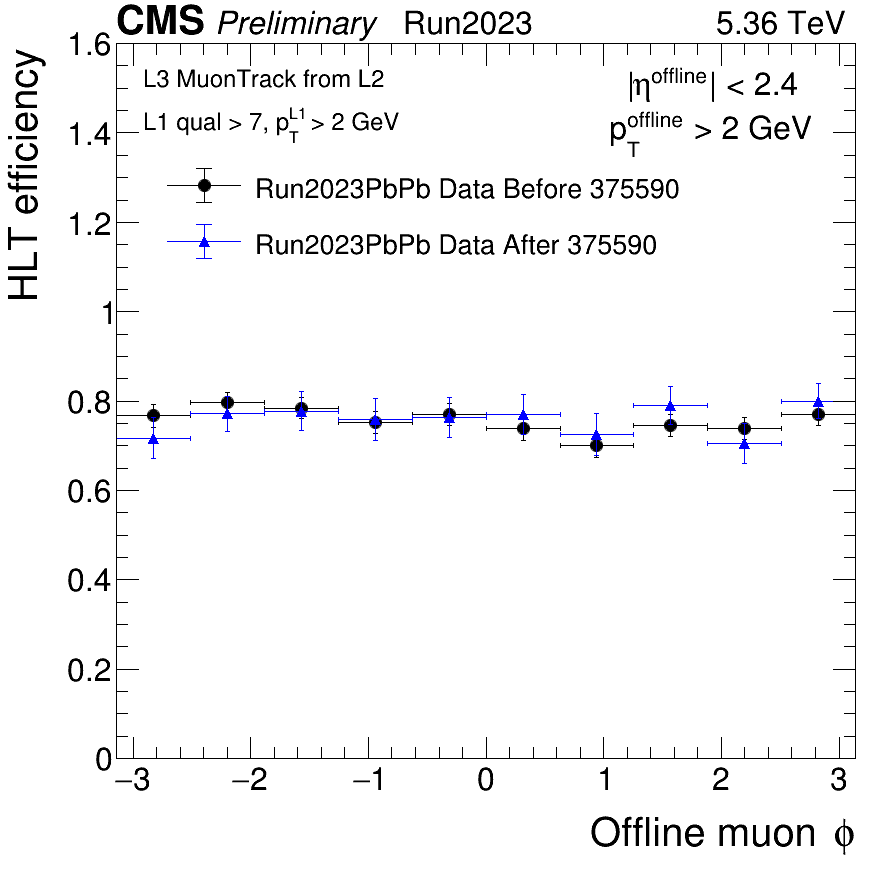 CMS Preliminary Run2023 5.36 TeV
L3 MuonTrack from L2
|η^offline| < 2.4
L1 qual > 7, p_T^L1 > 2 GeV
p_T^offline > 2 GeV
Run2023PbPb Data Before 375590
Run2023PbPb Data After 375590
HLT efficiency
1.6
1.4
1.2
1
0.8
0.6
0.4
0.2
0
−3 −2 −1 0 1 2 3
Offline muon ϕ